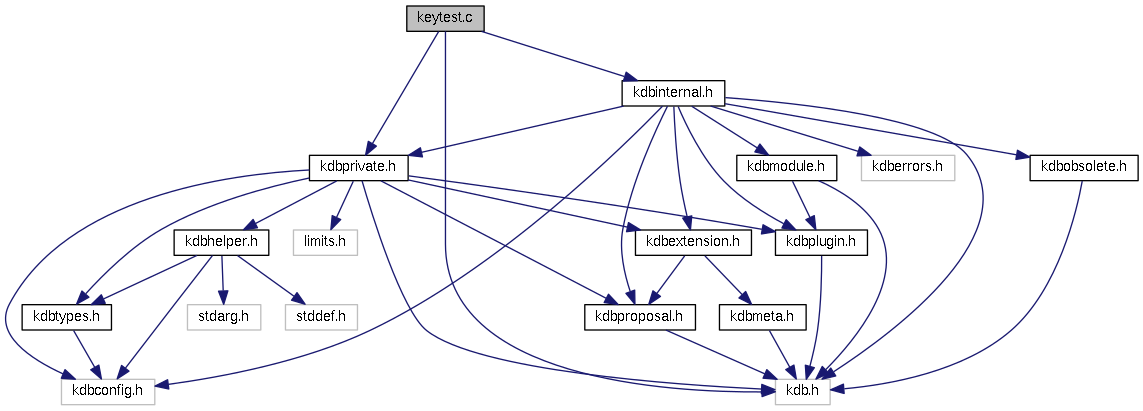 keytest.c
kdbinternal.h
kdbprivate.h
kdbmodule.h
kdberrors.h
kdbobsolete.h
kdbhelper.h
limits.h
kdbextension.h
kdbplugin.h
kdbtypes.h
stdarg.h
stddef.h
kdbproposal.h
kdbmeta.h
kdbconfig.h
kdb.h